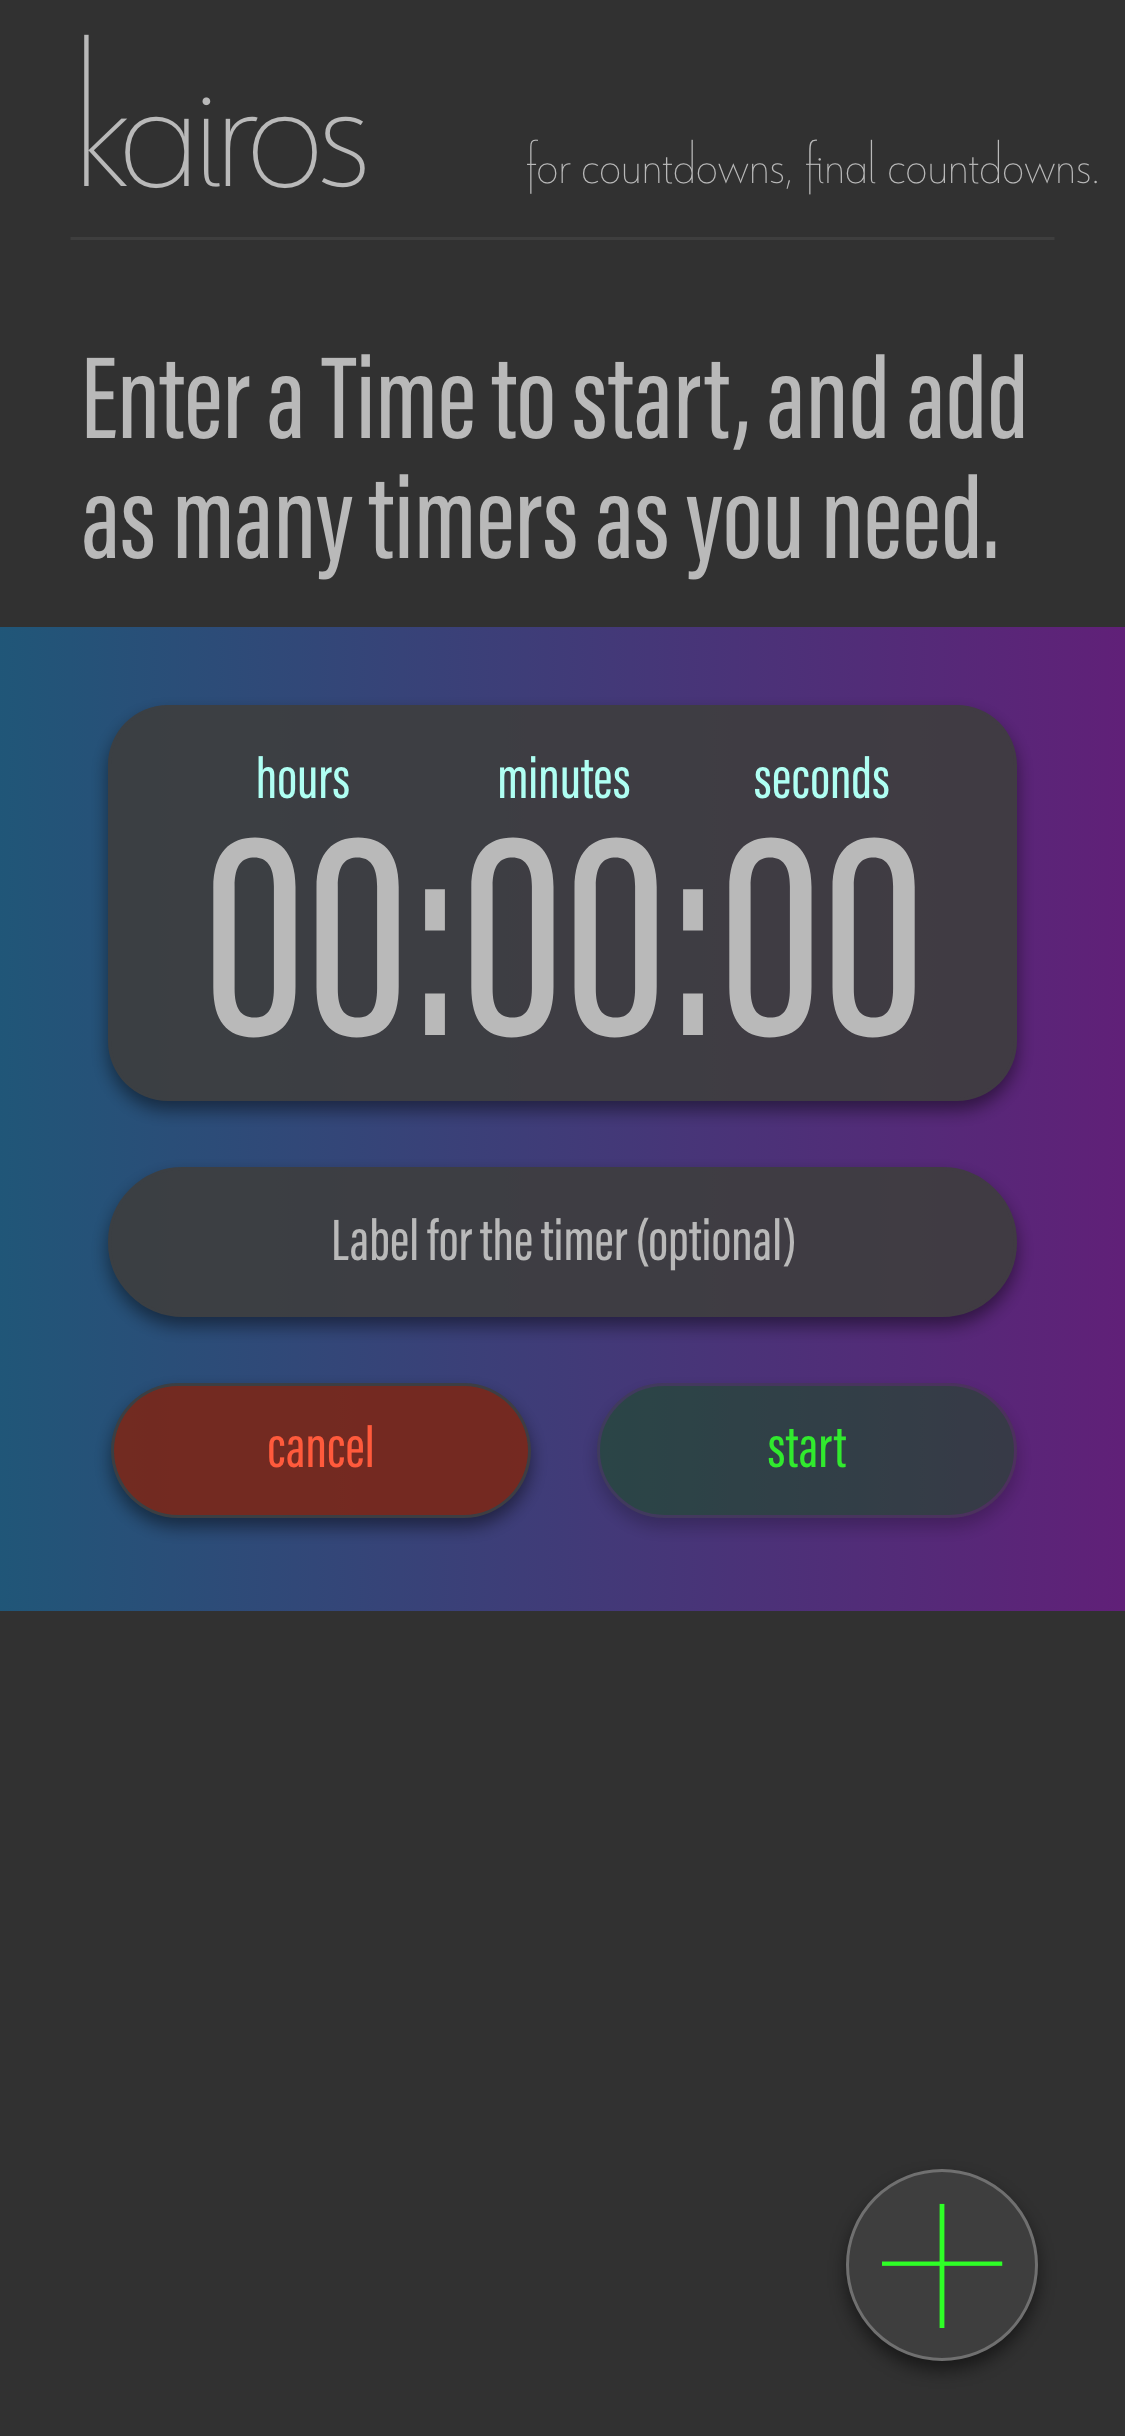 kairos
for countdowns, final countdowns.
Enter a Time to start, and add
as many timers as you need.
hours minutes seconds
00:00:00
Label for the timer (optional)
cancel start